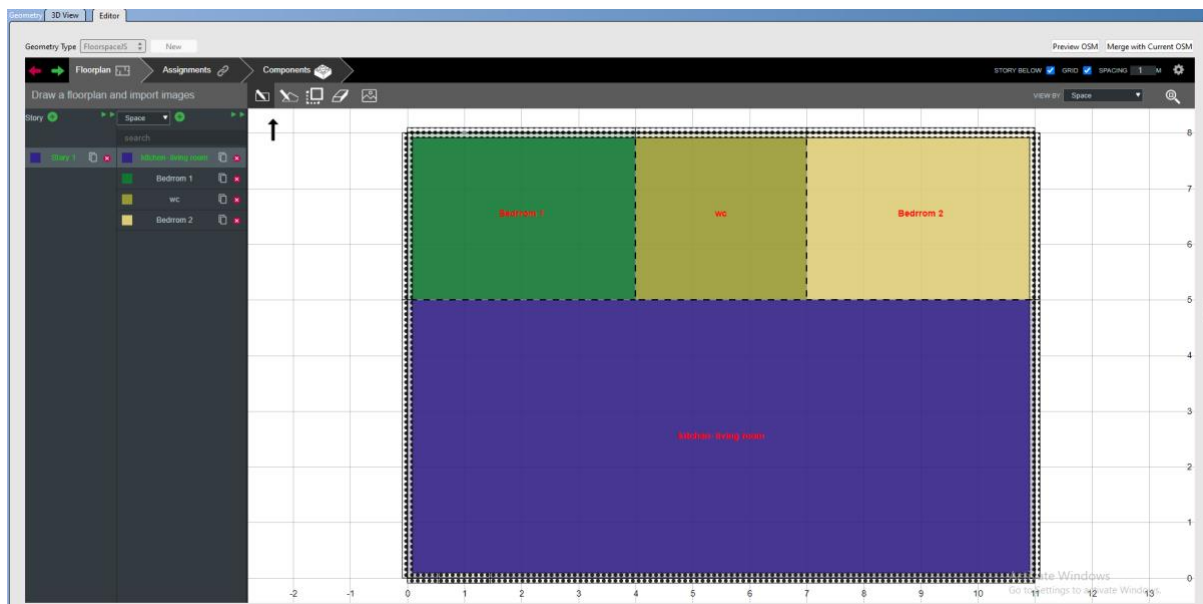 Geometry 3D View Editor
Geometry Type FloorspaceJS New Preview OSM Merge with Current OSM
Floorplan Assignments Components STORY BELOW GRID SPACING 1 M
Draw a floorplan and import images VIEW BY Space
Story Space
search
Story 1 kitchen-living room
Bedrrom 1
wc
Bedrrom 2
Bedrrom 1 wc Bedrrom 2
kitchen-living room
8
7
6
5
4
3
2
1
0
-2 -1 0 1 2 3 4 5 6 7 8 9 10 11 12 13
Activate Windows
Go to Settings to activate Windows.